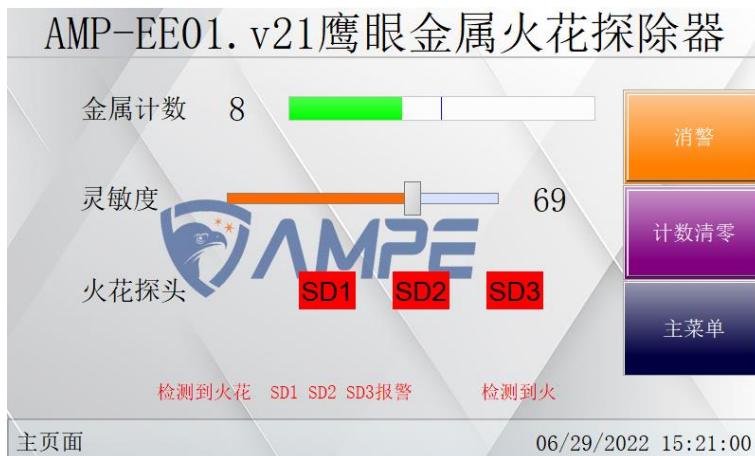 AMP-EE01.v21鹰眼金属火花探除器
金属计数 8
消警
灵敏度 69
AMPE
计数清零
火花探头 SD1 SD2 SD3
主菜单
检测到火花 SD1 SD2 SD3报警 检测到火
主页面 06/29/2022 15:21:00